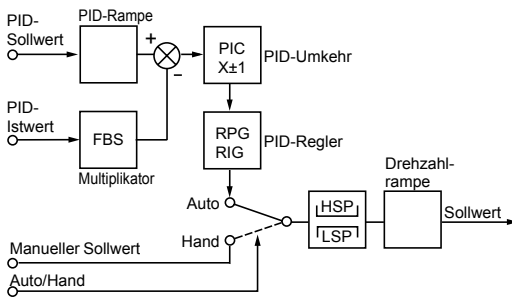 PID-Rampe
PID-
Sollwert
+
−
PIC
X±1
PID-Umkehr
PID-
Istwert
FBS
Multiplikator
RPG
RIG
PID-Regler
Drehzahl-
rampe
Auto
HSP
LSP
Sollwert
Hand
Manueller Sollwert
Auto/Hand